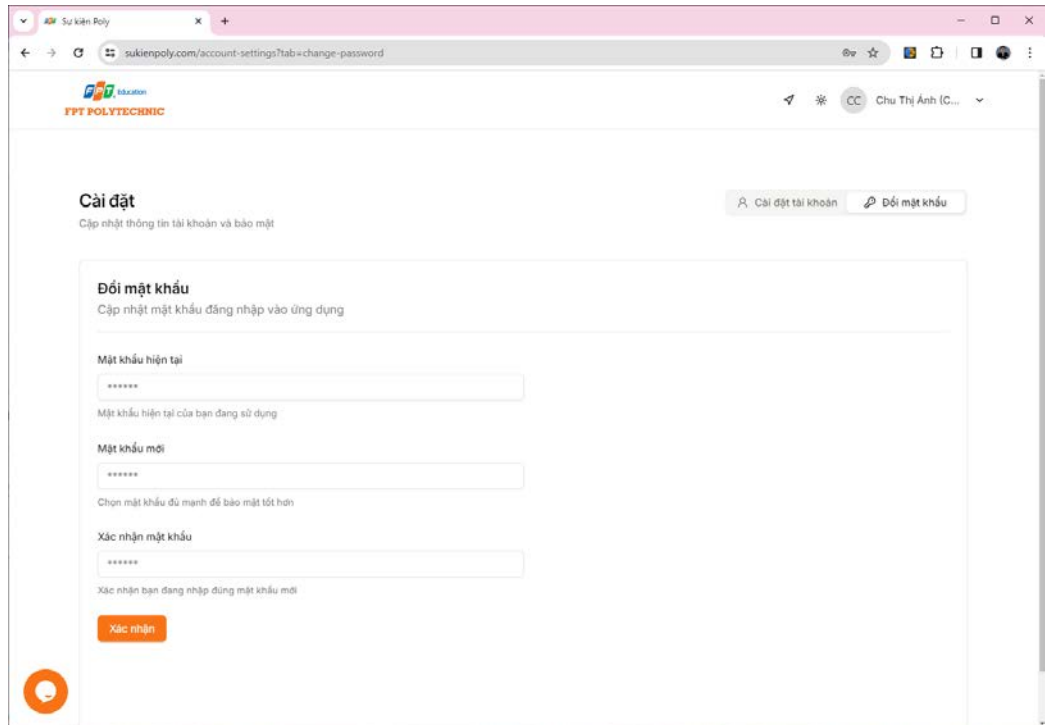 Sự kiện Poly
sukienpoly.com/account-settings?tab=change-password
FPT Education
FPT POLYTECHNIC
CC Chu Thị Ánh (C...
Cài đặt
Cập nhật thông tin tài khoản và bảo mật
Cài đặt tài khoản Đổi mật khẩu
Đổi mật khẩu
Cập nhật mật khẩu đăng nhập vào ứng dụng
Mật khẩu hiện tại
******
Mật khẩu hiện tại của bạn đang sử dụng
Mật khẩu mới
******
Chọn mật khẩu đủ mạnh để bảo mật tốt hơn
Xác nhận mật khẩu
******
Xác nhận bạn đang nhập đúng mật khẩu mới
Xác nhận